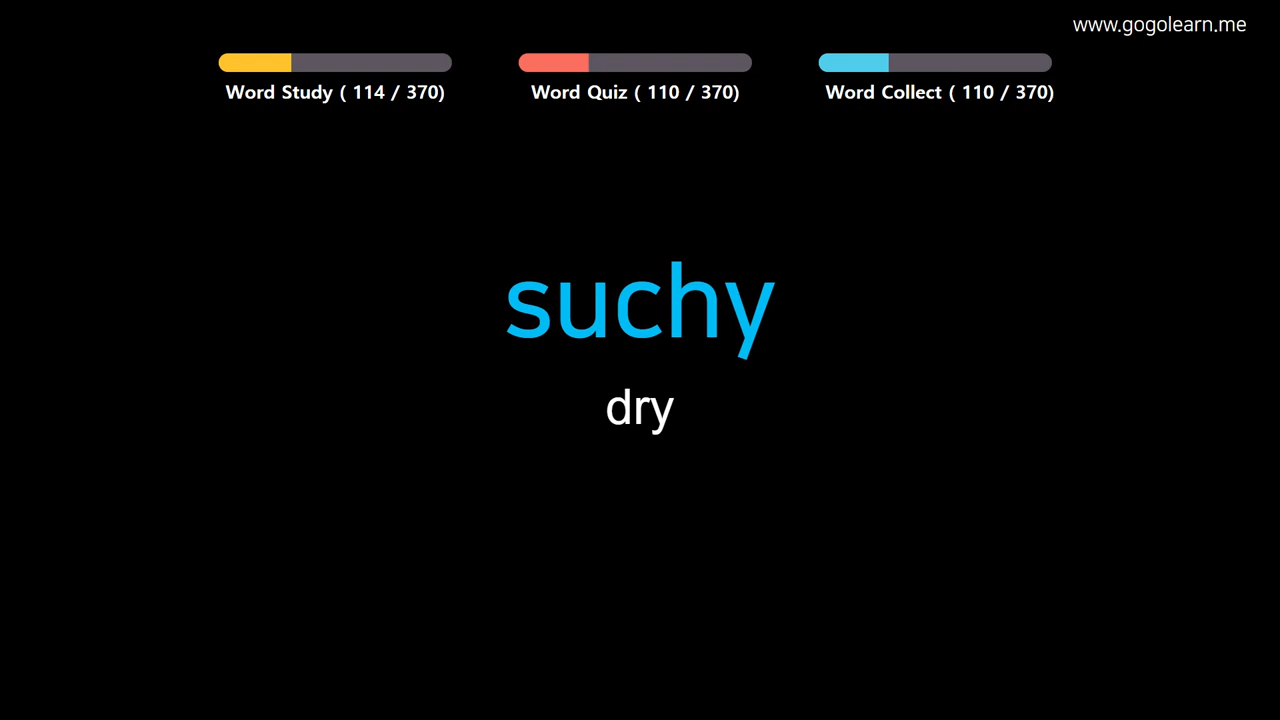 www.gogolearn.me
Word Study ( 114 / 370)
Word Quiz ( 110 / 370)
Word Collect ( 110 / 370)
suchy
dry